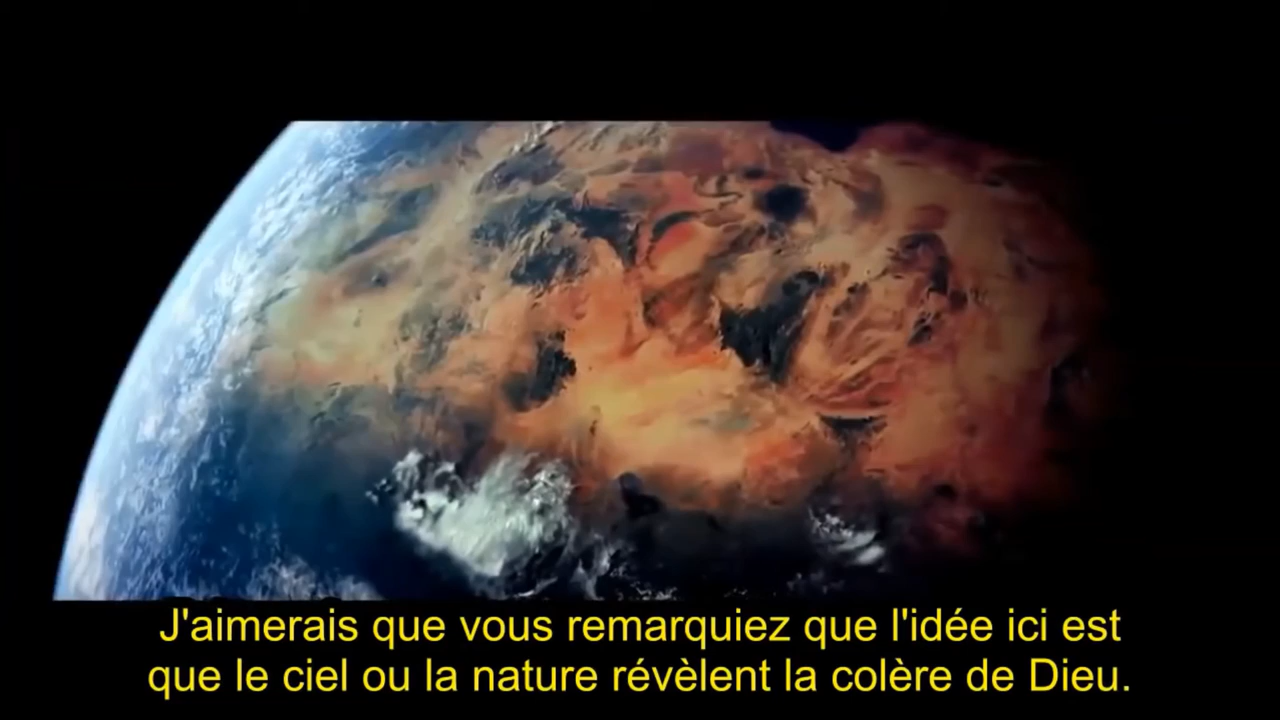 J'aimerais que vous remarquiez que l'idée ici est
que le ciel ou la nature révèlent la colère de Dieu.